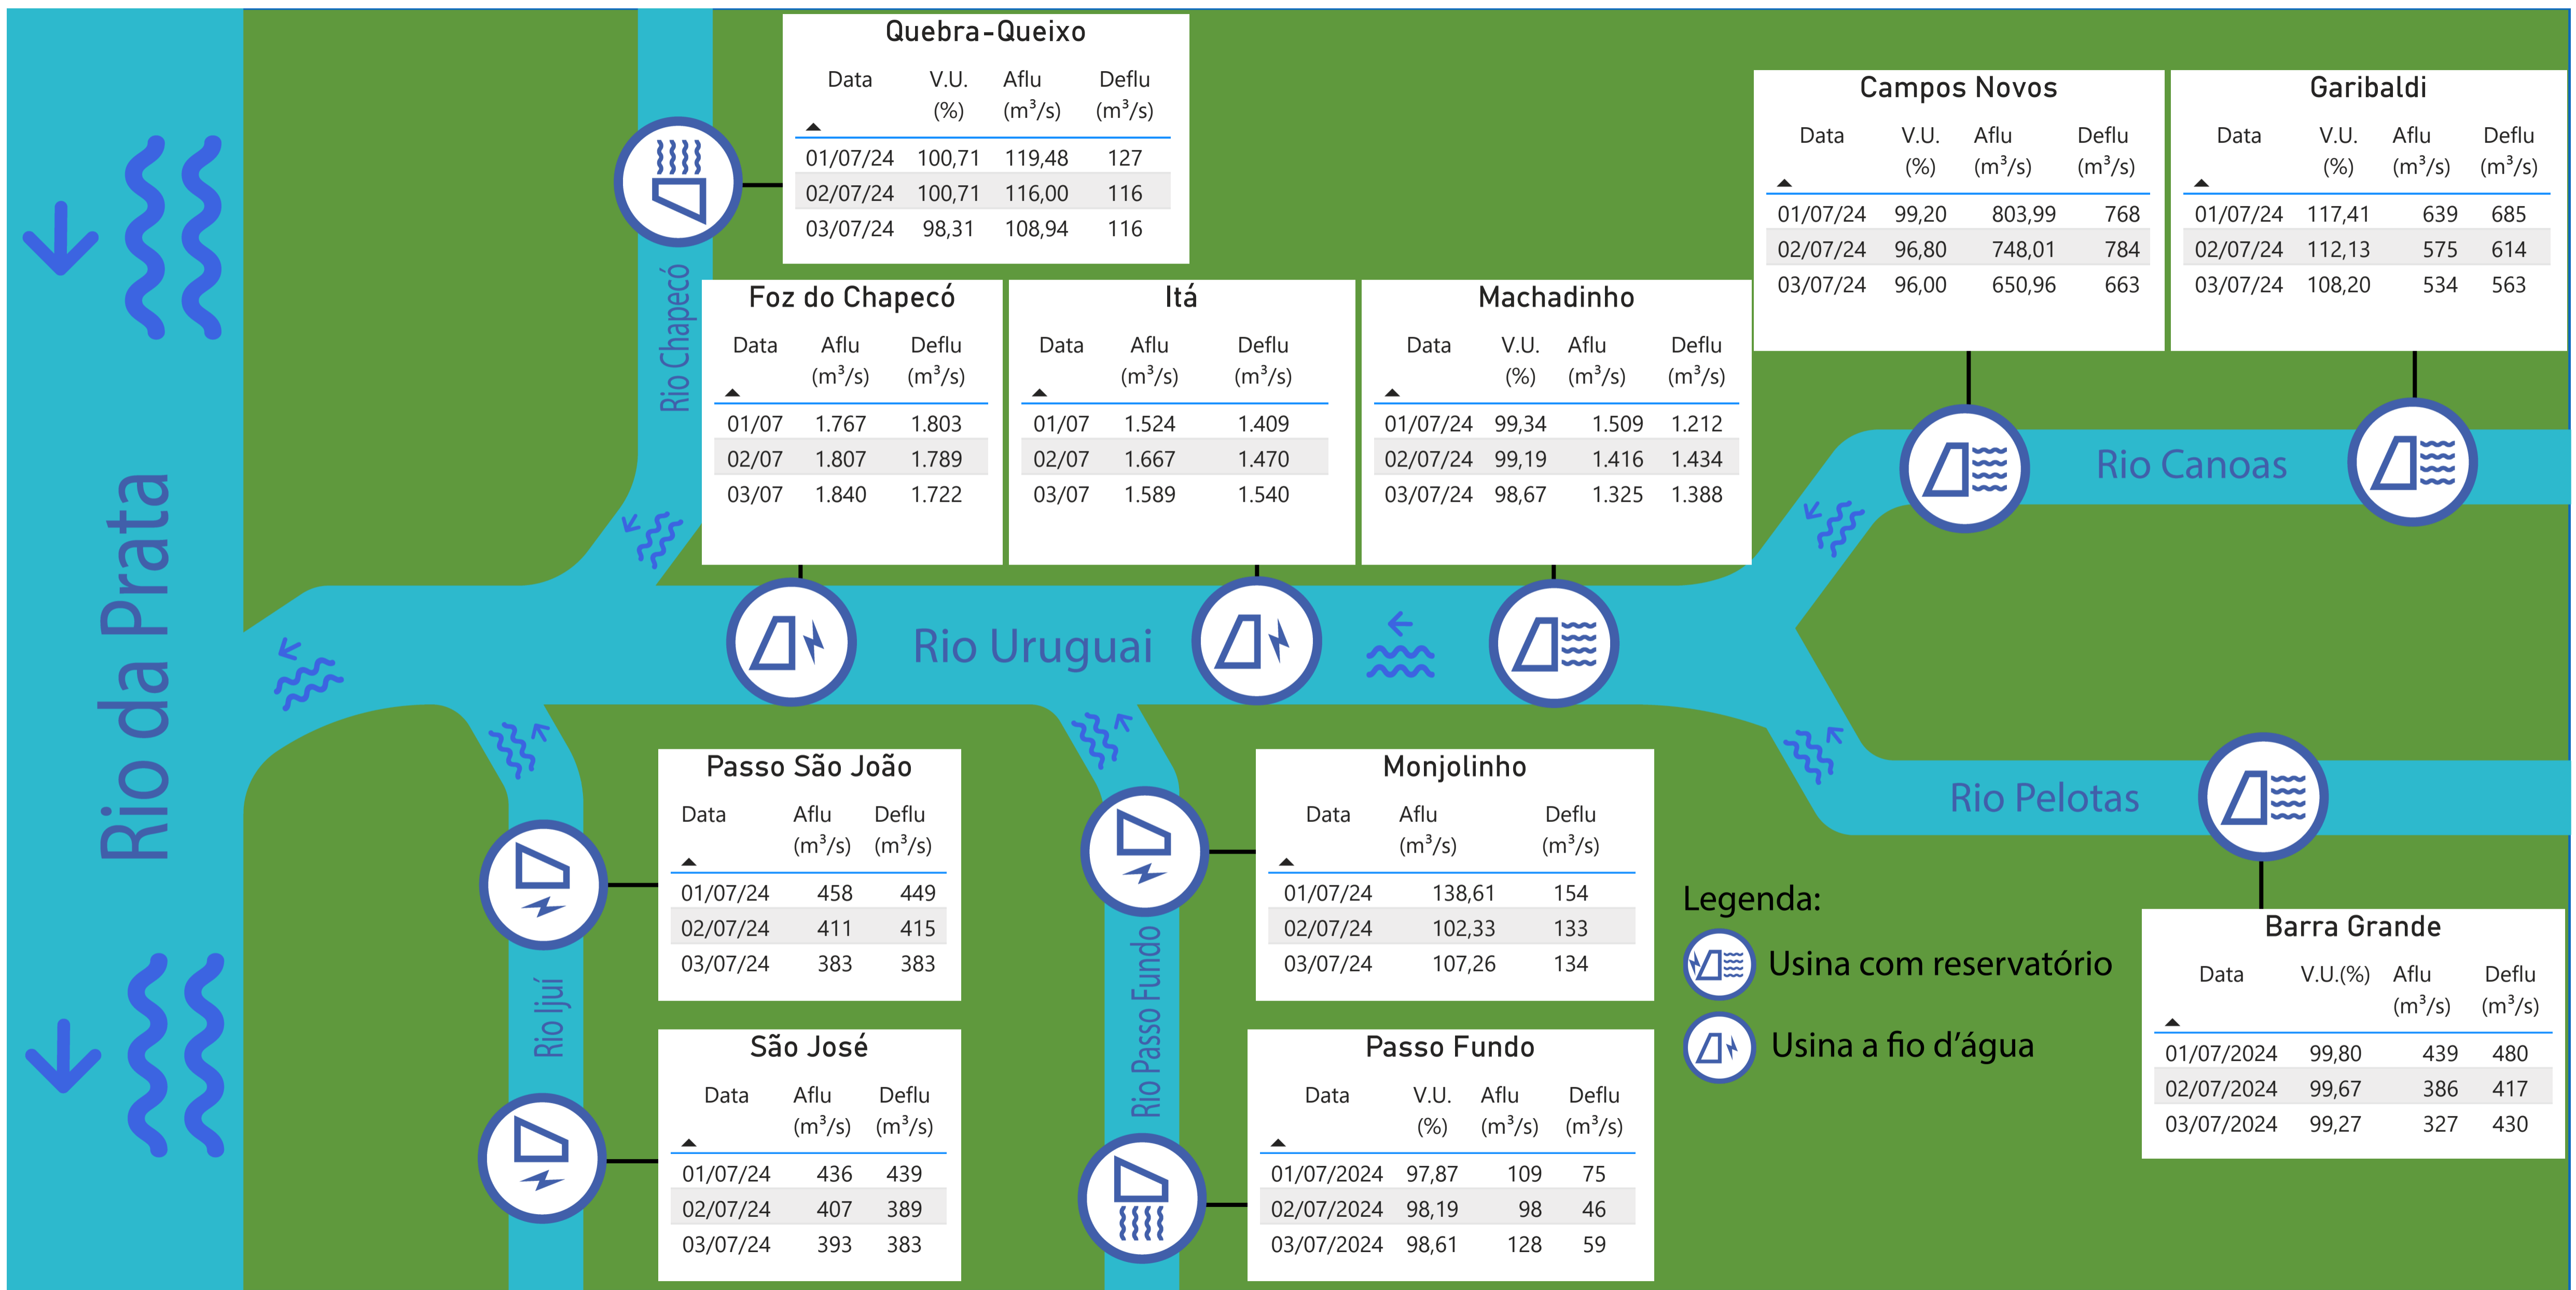 Quebra-Queixo
Data V.U. (%) Aflu (m³/s) Deflu (m³/s)
01/07/24 100,71 119,48 127
02/07/24 100,71 116,00 116
03/07/24 98,31 108,94 116
Campos Novos
Data V.U. (%) Aflu (m³/s) Deflu (m³/s)
01/07/24 99,20 803,99 768
02/07/24 96,80 748,01 784
03/07/24 96,00 650,96 663
Garibaldi
Data V.U. (%) Aflu (m³/s) Deflu (m³/s)
01/07/24 117,41 639 685
02/07/24 112,13 575 614
03/07/24 108,20 534 563
Rio Chapecó
Foz do Chapecó
Data Aflu (m³/s) Deflu (m³/s)
01/07 1.767 1.803
02/07 1.807 1.789
03/07 1.840 1.722
Itá
Data Aflu (m³/s) Deflu (m³/s)
01/07 1.524 1.409
02/07 1.667 1.470
03/07 1.589 1.540
Machadinho
Data V.U. (%) Aflu (m³/s) Deflu (m³/s)
01/07/24 99,34 1.509 1.212
02/07/24 99,19 1.416 1.434
03/07/24 98,67 1.325 1.388
Rio Canoas
Rio da Prata
Rio Uruguai
Rio Pelotas
Passo São João
Data Aflu (m³/s) Deflu (m³/s)
01/07/24 458 449
02/07/24 411 415
03/07/24 383 383
Monjolinho
Data Aflu (m³/s) Deflu (m³/s)
01/07/24 138,61 154
02/07/24 102,33 133
03/07/24 107,26 134
Rio Ijuí
Rio Passo Fundo
Legenda:
Usina com reservatório
Usina a fio d’água
Barra Grande
Data V.U.(%) Aflu (m³/s) Deflu (m³/s)
01/07/2024 99,80 439 480
02/07/2024 99,67 386 417
03/07/2024 99,27 327 430
São José
Data Aflu (m³/s) Deflu (m³/s)
01/07/24 436 439
02/07/24 407 389
03/07/24 393 383
Passo Fundo
Data V.U. (%) Aflu (m³/s) Deflu (m³/s)
01/07/2024 97,87 109 75
02/07/2024 98,19 98 46
03/07/2024 98,61 128 59